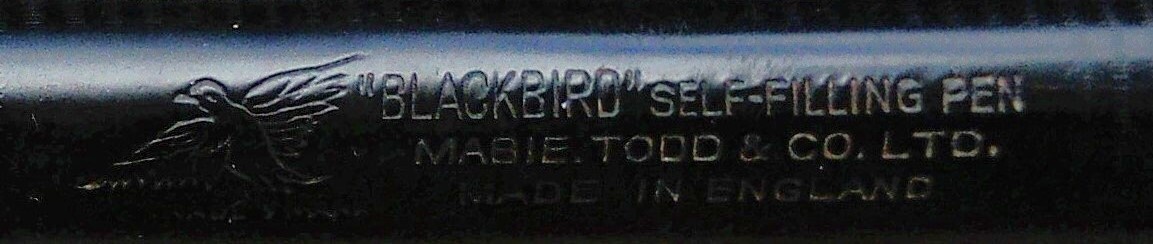 "BLACKBIRD" SELF-FILLING PEN
MABIE. TODD & CO. LTD.
MADE IN ENGLAND